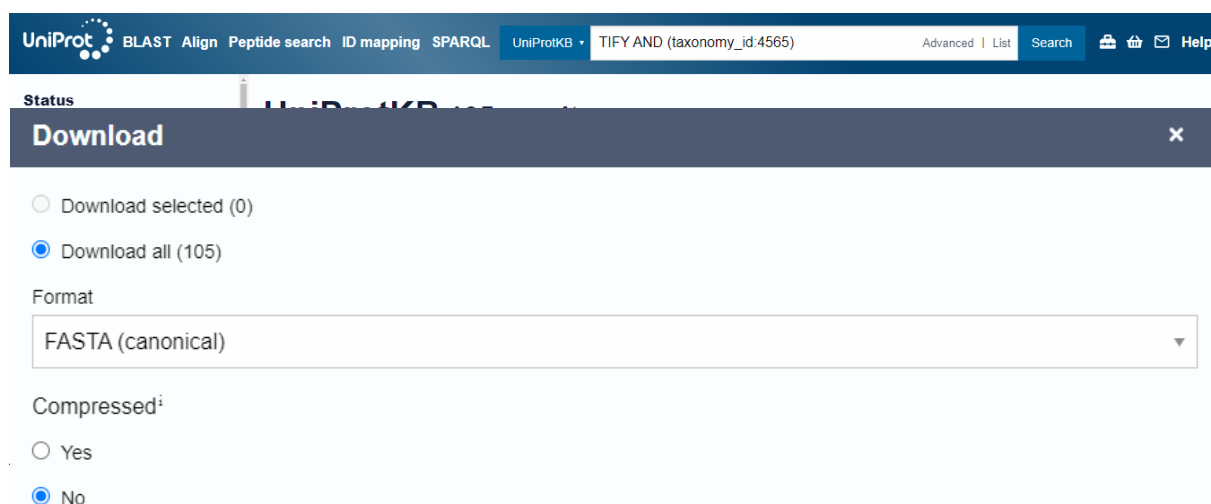 UniProt BLAST Align Peptide search ID mapping SPARQL UniProtKB TIFY AND (taxonomy_id:4565) Advanced | List Search Help
Status
Download
Download selected (0)
Download all (105)
Format
FASTA (canonical)
Compressed i
Yes
No